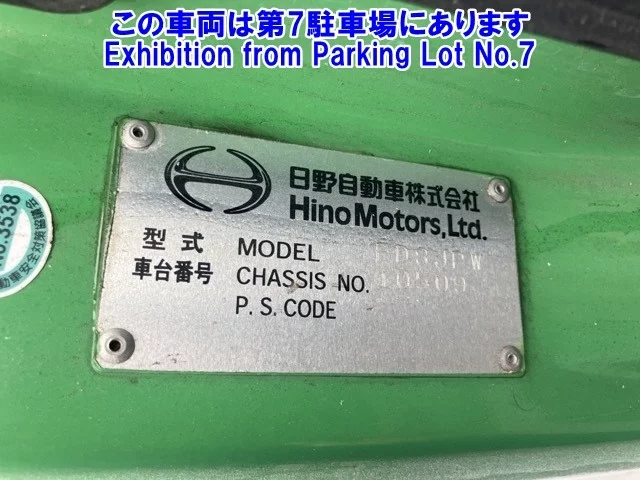 この車両は第7駐車場にあります
Exhibition from Parking Lot No.7
日野自動車株式会社
Hino Motors, Ltd.
型式 MODEL
車台番号 CHASSIS NO.
P.S. CODE
No.3538